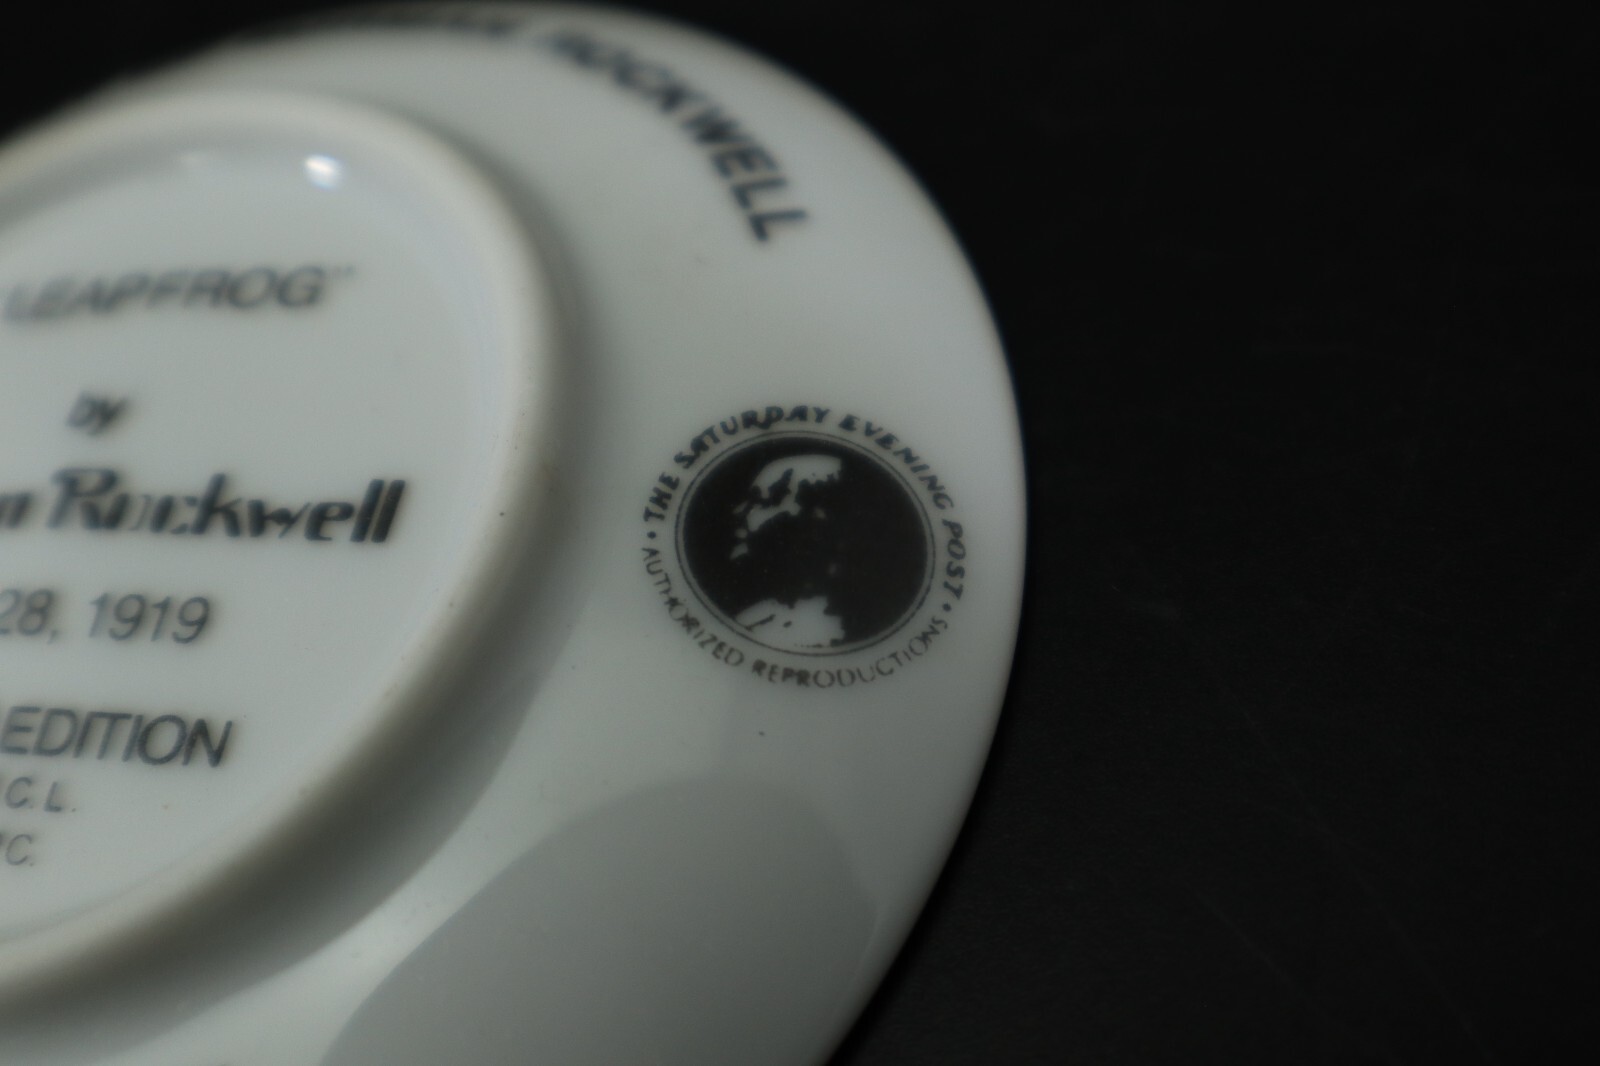 ROCKWELL
LEAPFROG"
by
Rockwell
28, 1919
EDITION
C.L.
C.
THE SATURDAY EVENING POST •
AUTHORIZED REPRODUCTIONS •